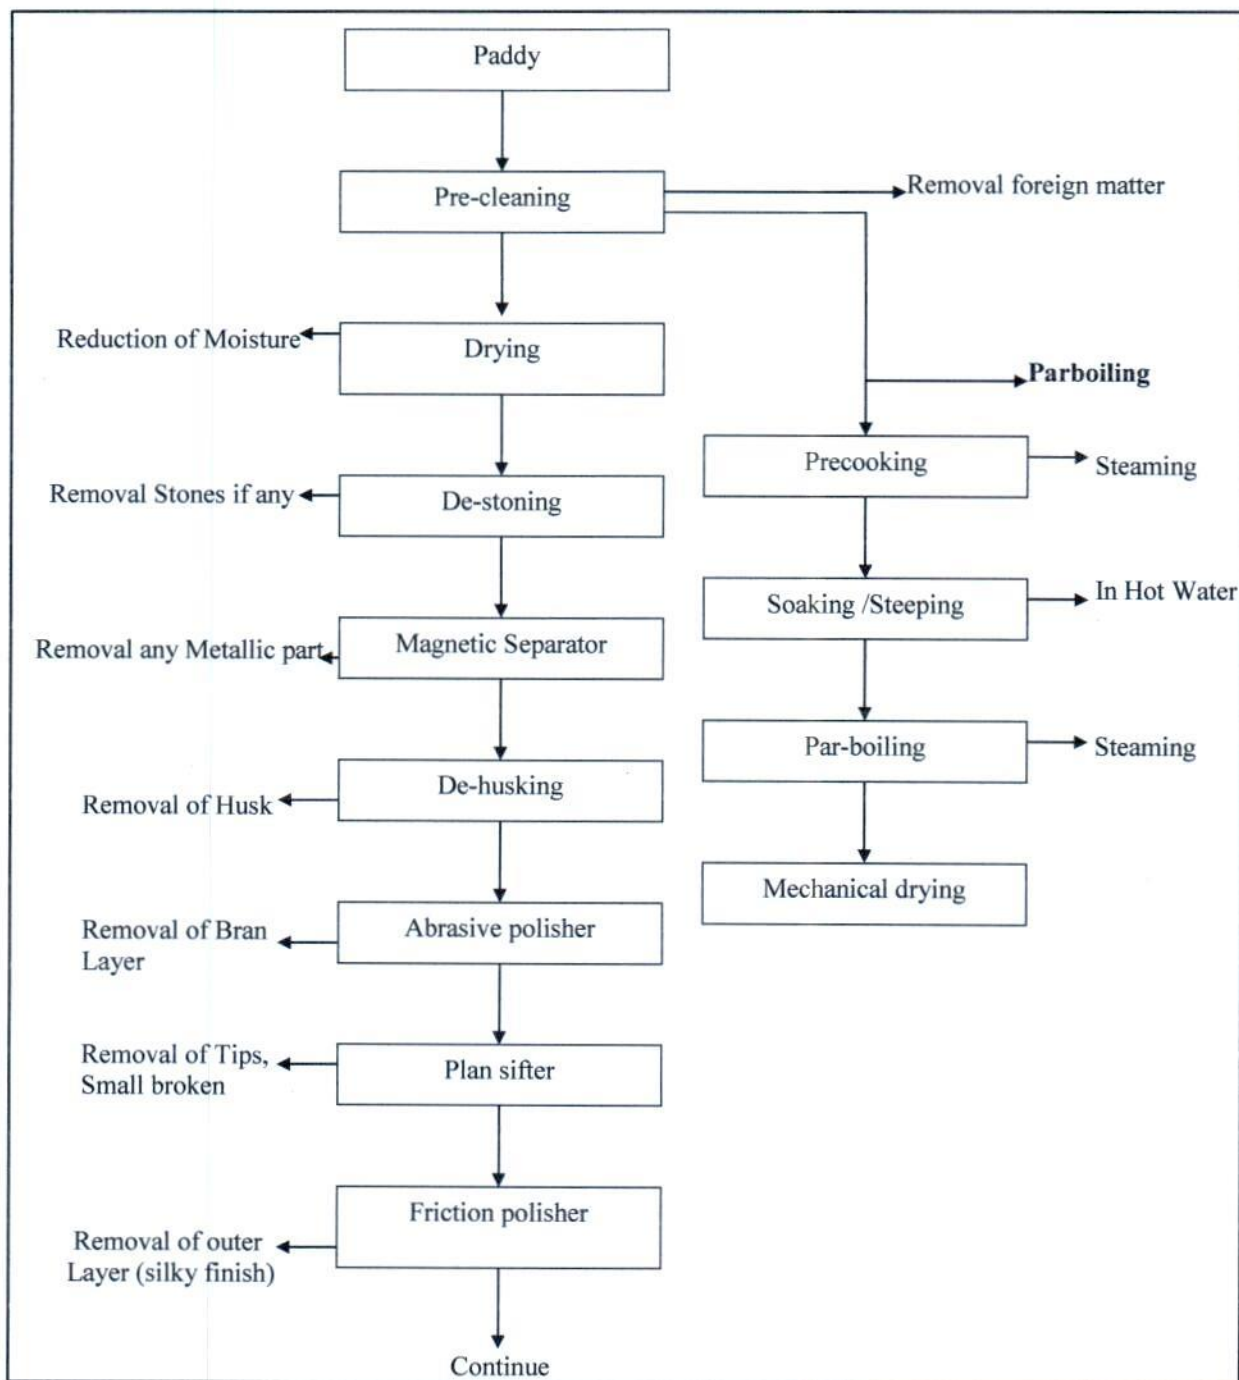 Paddy
Pre-cleaning
Removal foreign matter
Reduction of Moisture
Drying
Parboiling
Precooking
Steaming
Removal Stones if any
De-stoning
Soaking /Steeping
In Hot Water
Removal any Metallic part
Magnetic Separator
Par-boiling
Steaming
Removal of Husk
De-husking
Mechanical drying
Removal of Bran
Layer
Abrasive polisher
Removal of Tips,
Small broken
Plan sifter
Friction polisher
Removal of outer
Layer (silky finish)
Continue